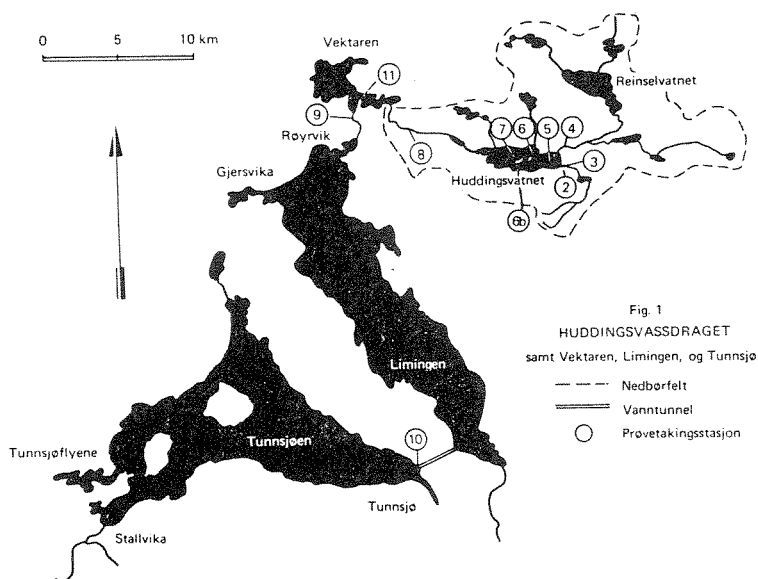 0 5 10 km
Vektaren
11
Reinselvatnet
9
7 6 5 4
Røyrvik
8
3
Gjersvika
Huddingsvatnet
2
6b
Fig. 1
HUDDINGSVASSDRAGET
samt Vektaren, Limingen, og Tunnsjø
Limingen
Nedbørfelt
Vanntunnel
10
Prøvetakingsstasjon
Tunnsjøen
Tunnsjøflyene
Tunnsjø
Stallvika